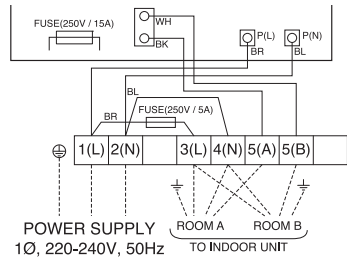 FUSE(250V / 15A)
WH
BK
P(L)
P(N)
BR
BL
BL
BR
FUSE(250V / 5A)
1(L) 2(N) 3(L) 4(N) 5(A) 5(B)
POWER SUPPLY
1Ø, 220-240V, 50Hz
ROOM A
ROOM B
TO INDOOR UNIT